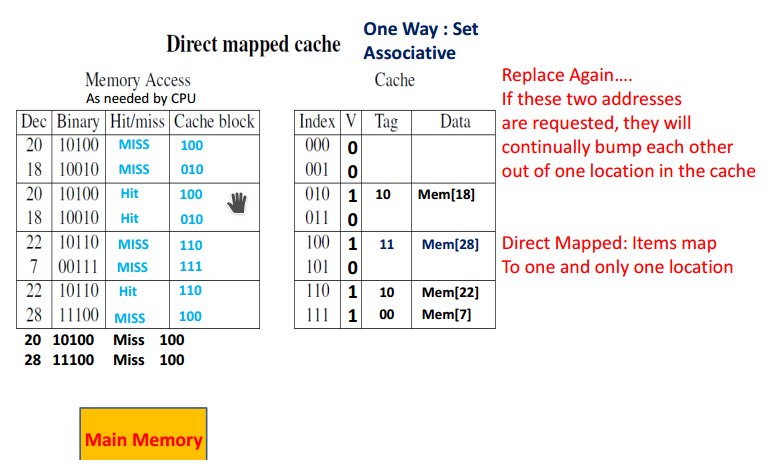 Direct mapped cache
One Way : Set
Associative
Memory Access
As needed by CPU
Dec Binary Hit/miss Cache block
20 10100 MISS 100
18 10010 MISS 010
20 10100 Hit 100
18 10010 Hit 010
22 10110 MISS 110
7 00111 MISS 111
22 10110 Hit 110
28 11100 MISS 100
20 10100 Miss 100
28 11100 Miss 100
Cache
Index V Tag Data
000 0
001 0
010 1 10 Mem[18]
011 0
100 1 11 Mem[28]
101 0
110 1 10 Mem[22]
111 1 00 Mem[7]
Replace Again....
If these two addresses
are requested, they will
continually bump each other
out of one location in the cache
Direct Mapped: Items map
To one and only one location
Main Memory